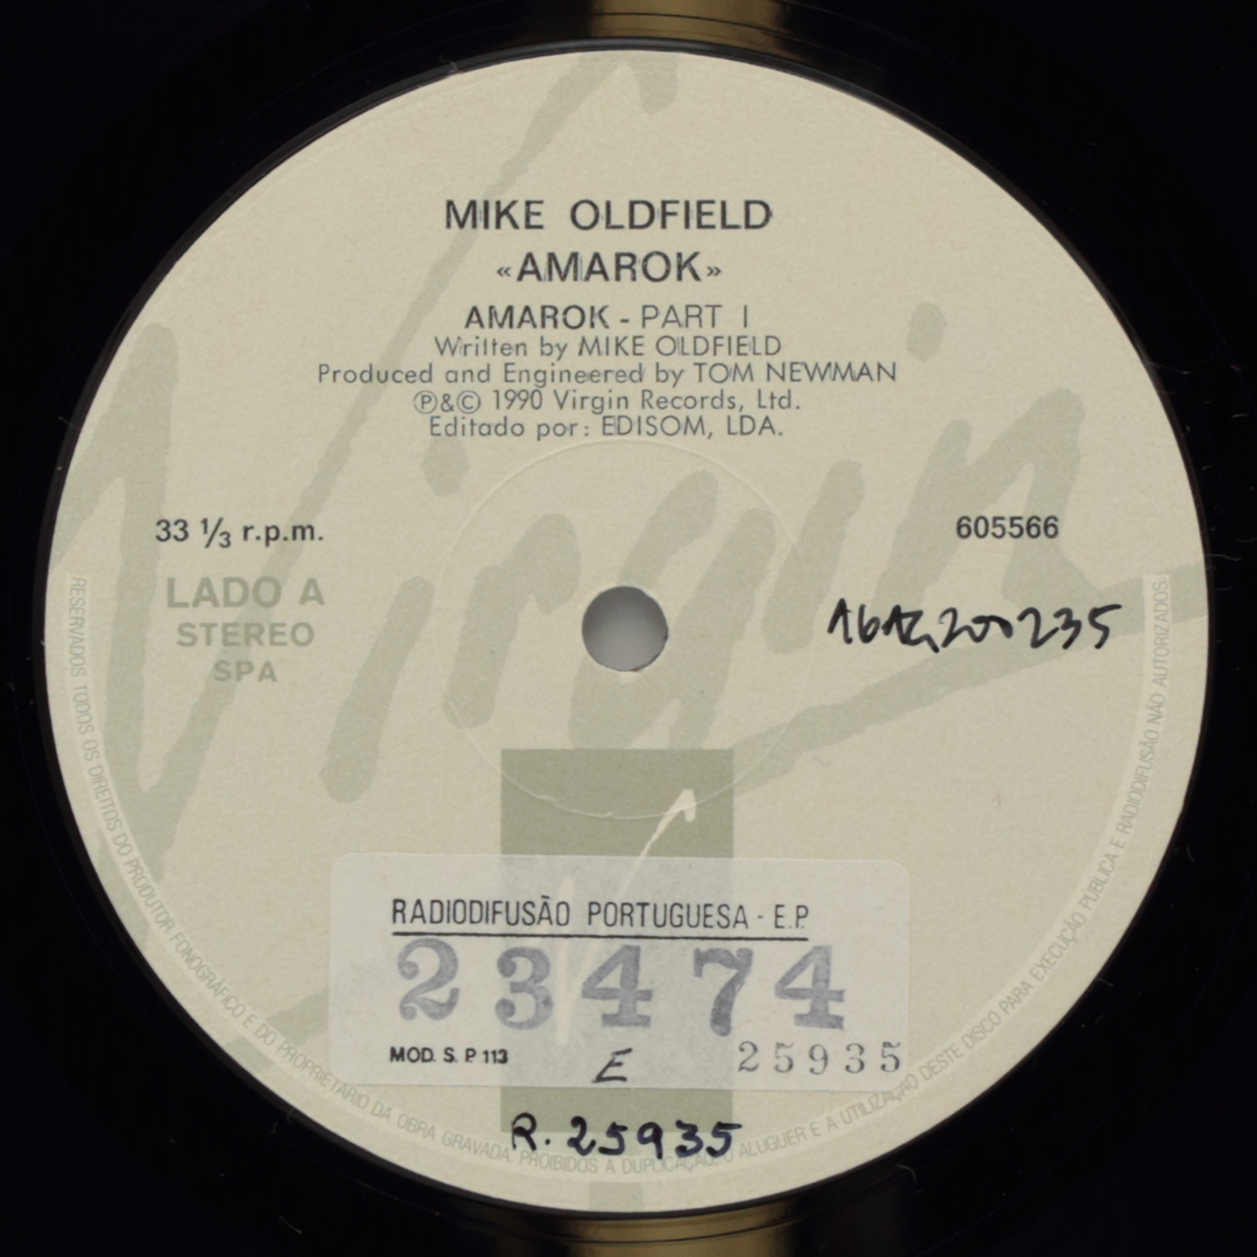 MIKE OLDFIELD
«AMAROK»
AMAROK - PART I
Written by MIKE OLDFIELD
Produced and Engineered by TOM NEWMAN
Ⓟ&© 1990 Virgin Records, Ltd.
Editado por: EDISOM, LDA.
Virgin
33 ⅓ r.p.m.
605566
LADO A
STEREO
SPA
200235
RADIODIFUSÃO PORTUGUESA - E.P.
23474
MOD. S. P. 113
E
25935
R. 25935
RESERVADOS TODOS OS DIREITOS DO PRODUTOR FONOGRÁFICO E DO PROPRIETÁRIO DA OBRA GRAVADA. PROIBIDOS A DUPLICAÇÃO, O ALUGUER E A UTILIZAÇÃO DESTE DISCO PARA EXECUÇÃO PÚBLICA E RADIODIFUSÃO NÃO AUTORIZADOS.